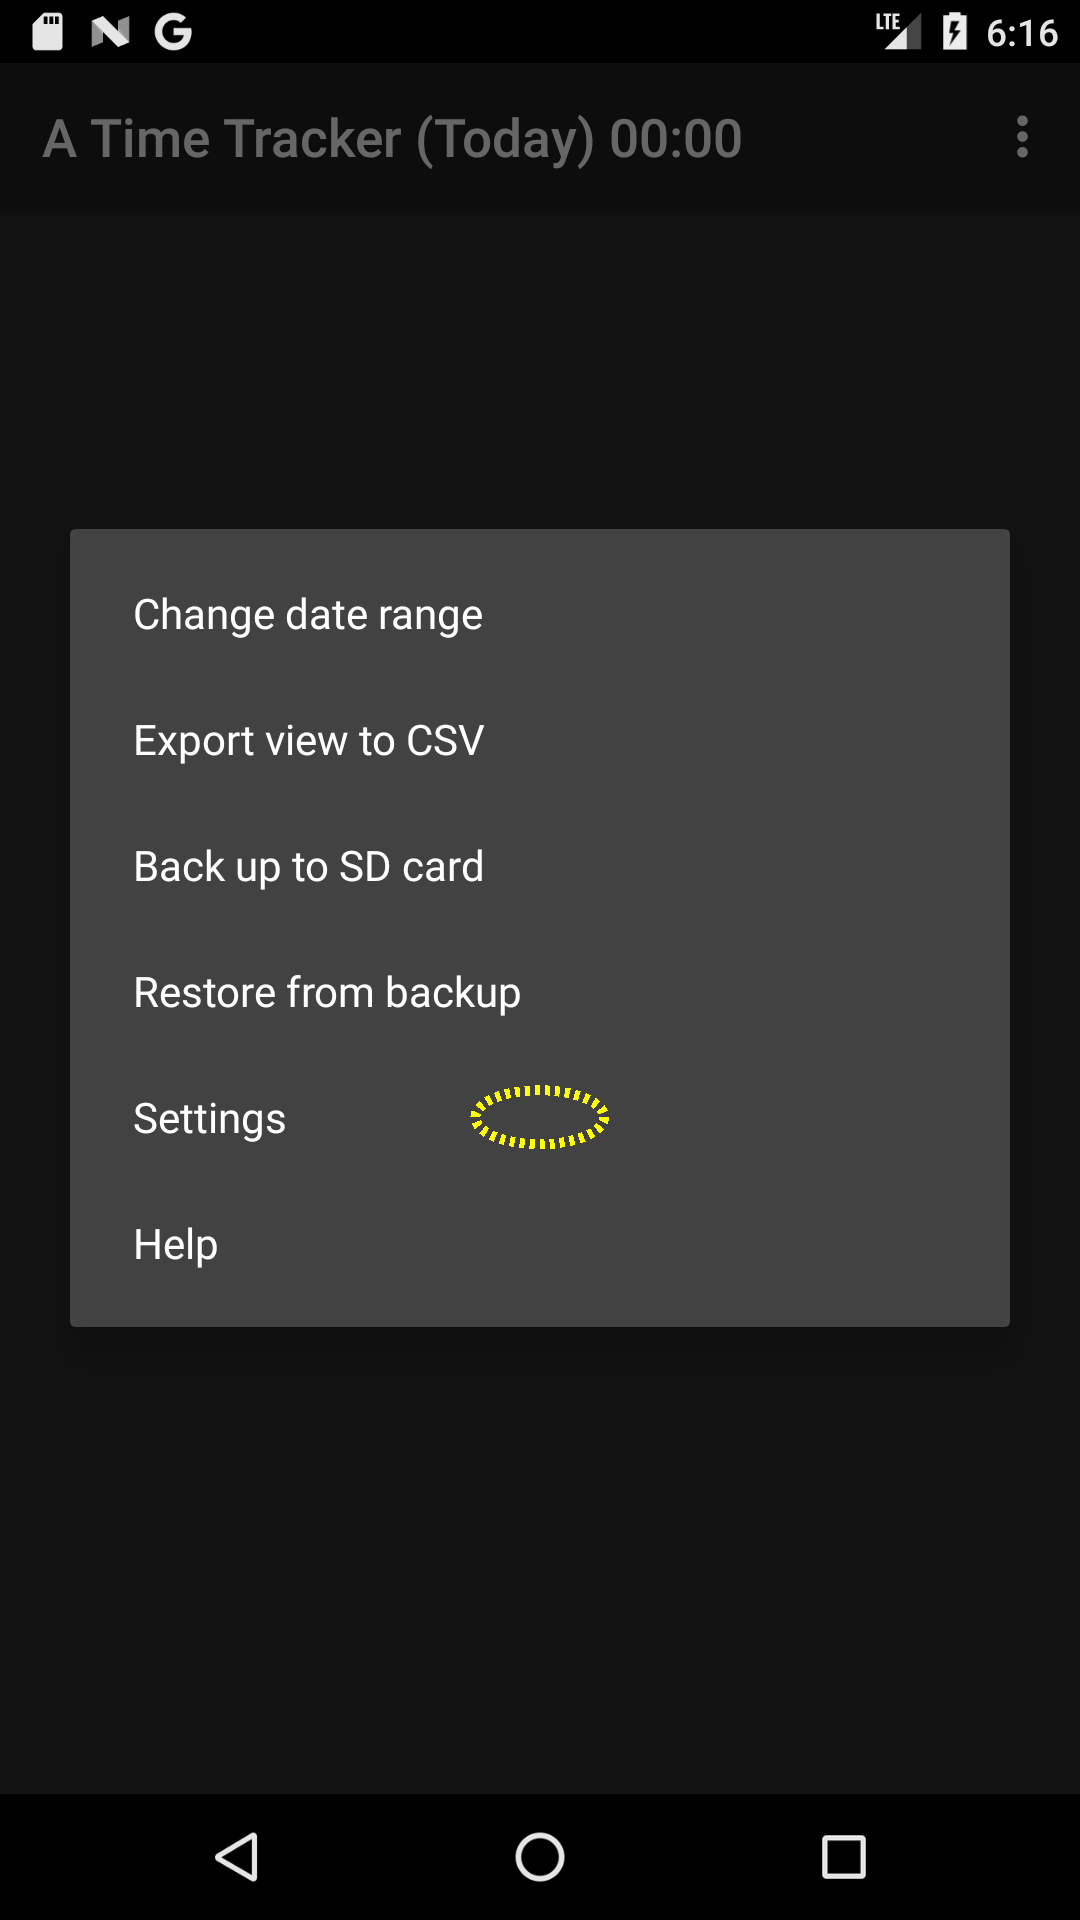 LTE 6:16
A Time Tracker (Today) 00:00
Change date range
Export view to CSV
Back up to SD card
Restore from backup
Settings
Help